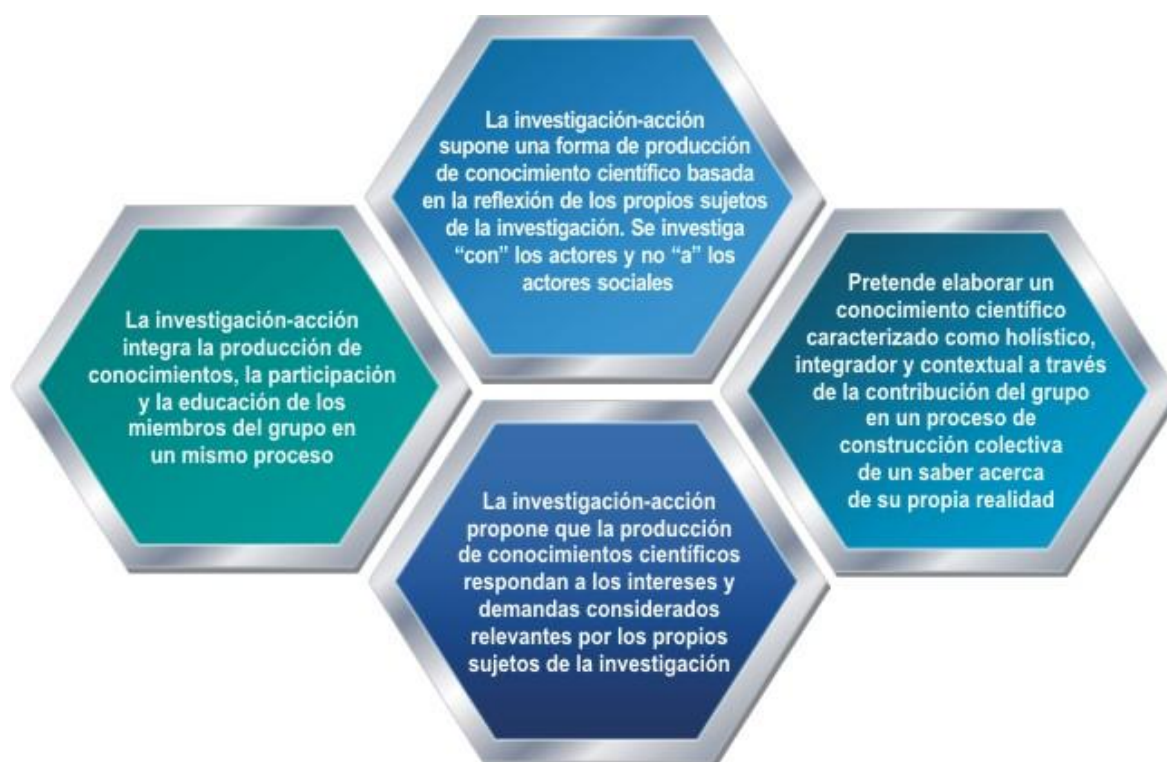 La investigación-acción
supone una forma de producción
de conocimiento científico basada
en la reflexión de los propios sujetos
de la investigación. Se investiga
“con” los actores y no “a” los
actores sociales
La investigación-acción
integra la producción de
conocimientos, la participación
y la educación de los
miembros del grupo en
un mismo proceso
Pretende elaborar un
conocimiento científico
caracterizado como holístico,
integrador y contextual a través
de la contribución del grupo
en un proceso de
construcción colectiva
de un saber acerca
de su propia realidad
La investigación-acción
propone que la producción
de conocimientos científicos
respondan a los intereses y
demandas considerados
relevantes por los propios
sujetos de la investigación